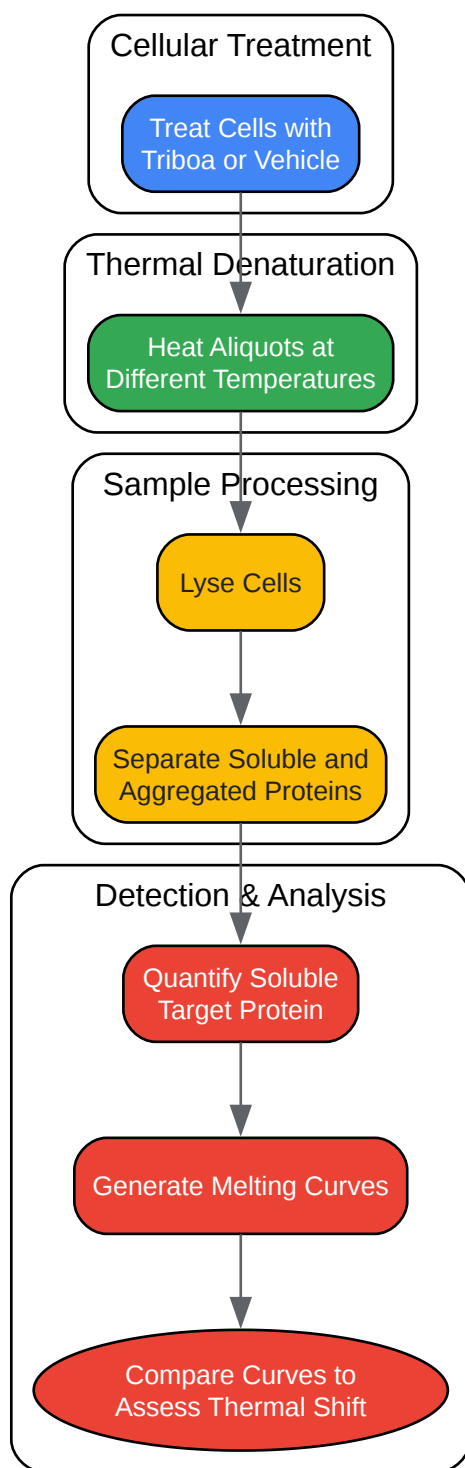 Cellular Treatment
Treat Cells with
Triboa or Vehicle
Thermal Denaturation
Heat Aliquots at
Different Temperatures
Sample Processing
Lyse Cells
Separate Soluble and
Aggregated Proteins
Detection & Analysis
Quantify Soluble
Target Protein
Generate Melting Curves
Compare Curves to
Assess Thermal Shift